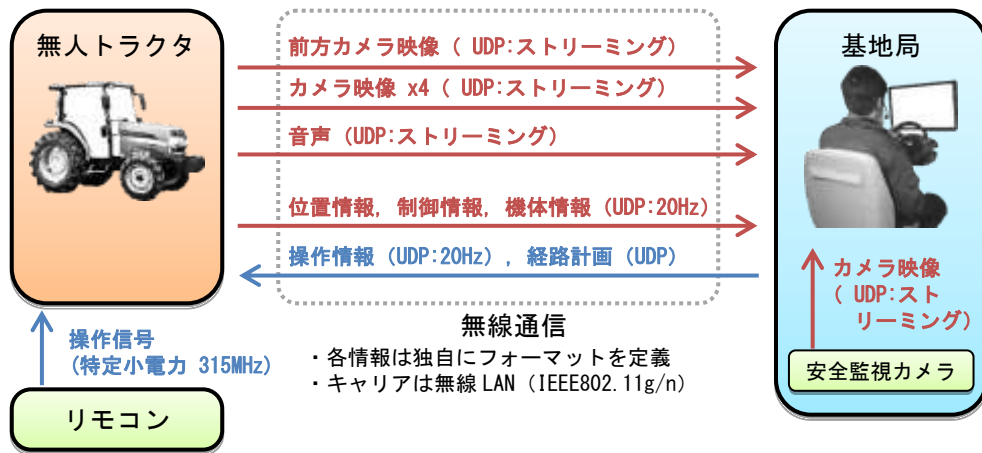 無人トラクタ
前方カメラ映像( UDP:ストリーミング)
カメラ映像 x4( UDP:ストリーミング)
音声(UDP:ストリーミング)
位置情報, 制御情報, 機体情報(UDP:20Hz)
操作情報(UDP:20Hz), 経路計画(UDP)
基地局
カメラ映像
( UDP:スト
リーミング)
安全監視カメラ
操作信号
(特定小電力 315MHz)
リモコン
無線通信
・各情報は独自にフォーマットを定義
・キャリアは無線 LAN(IEEE802.11g/n)